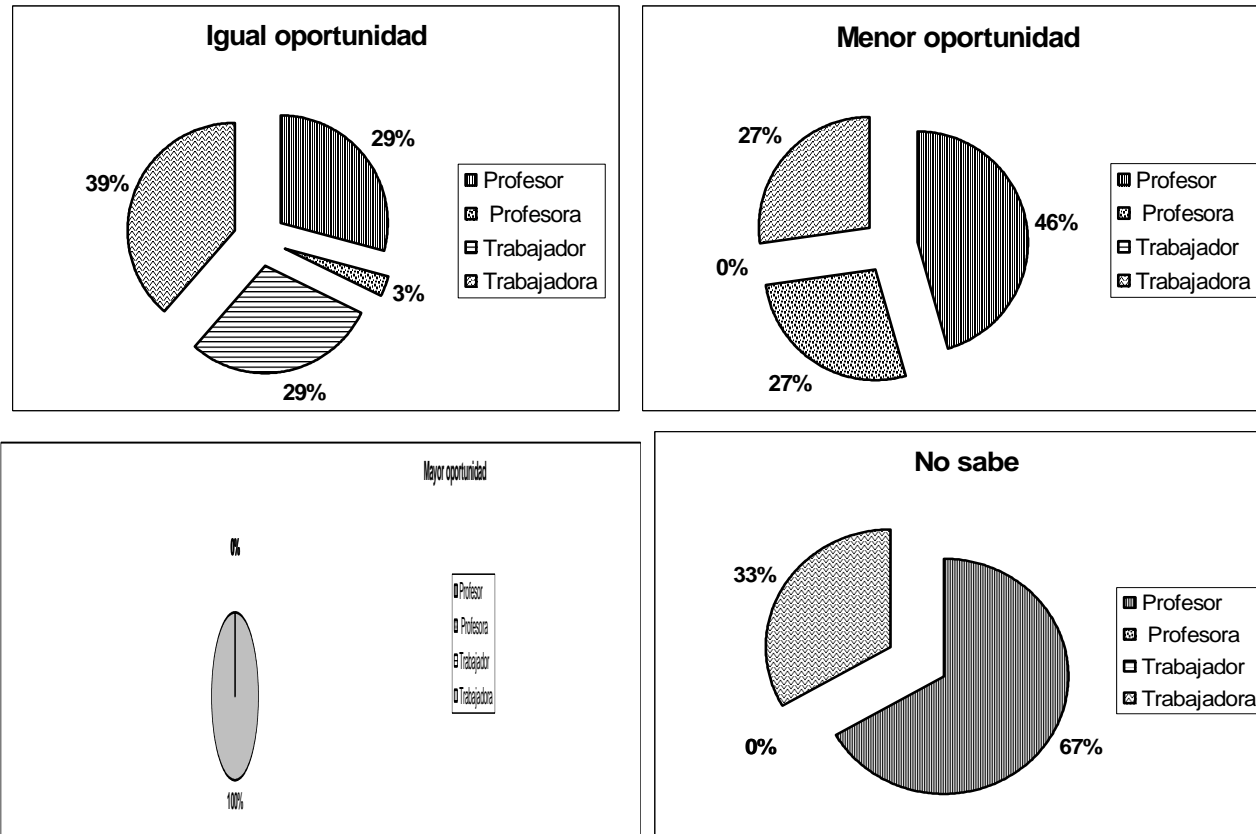 Igual oportunidad
29%
39%
3%
29%
Profesor
Profesora
Trabajador
Trabajadora
Menor oportunidad
27%
46%
0%
27%
Profesor
Profesora
Trabajador
Trabajadora
Mayor oportunidad
0%
100%
Profesor
Profesora
Trabajador
Trabajadora
No sabe
33%
0%
67%
Profesor
Profesora
Trabajador
Trabajadora